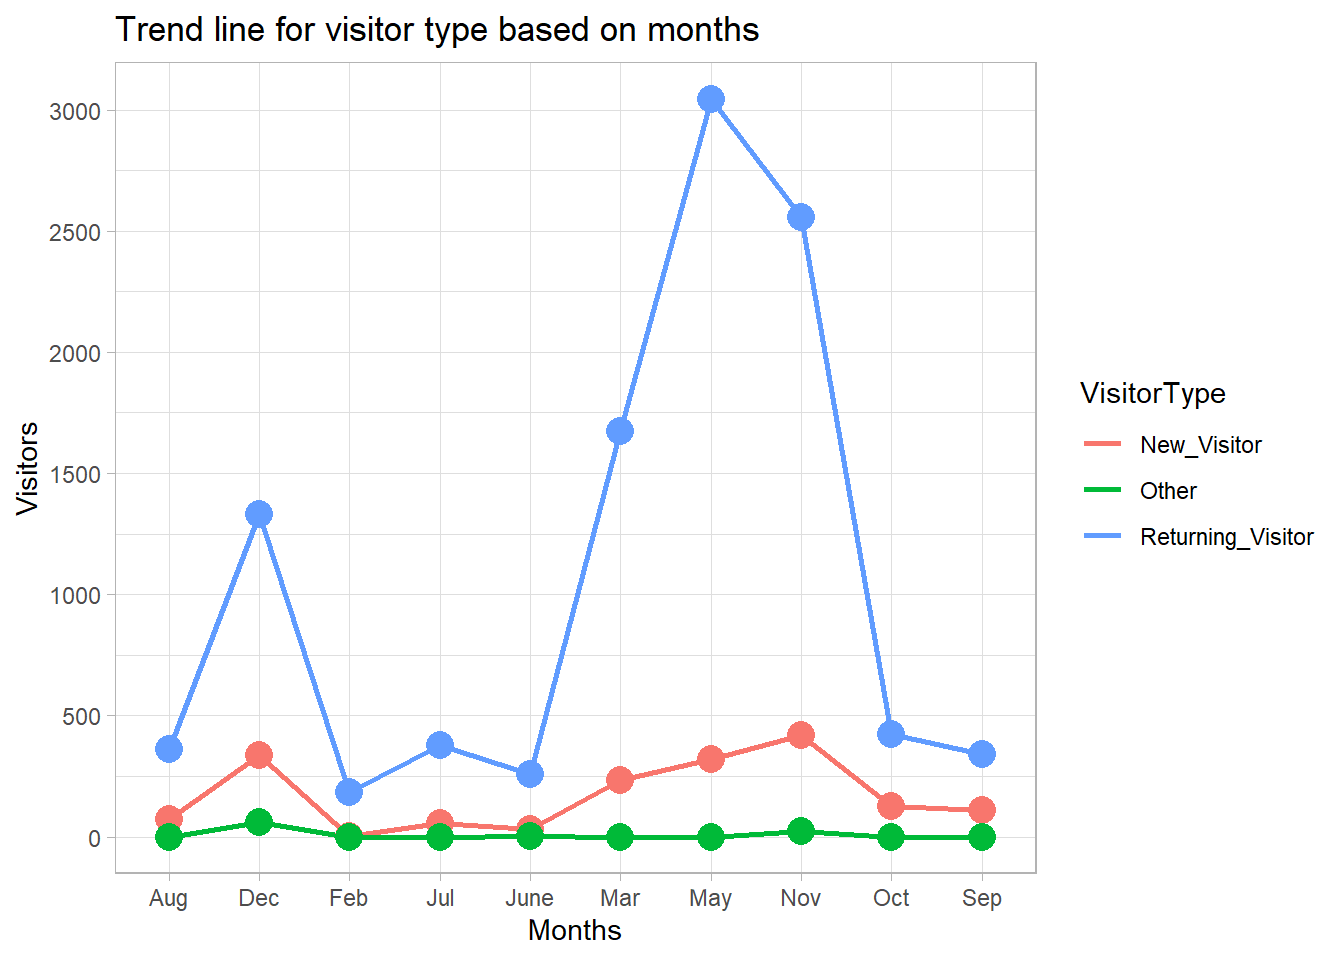 Trend line for visitor type based on months
3000
2500
2000
1500
1000
500
0
Visitors
Aug Dec Feb Jul June Mar May Nov Oct Sep
Months
VisitorType
New_Visitor
Other
Returning_Visitor